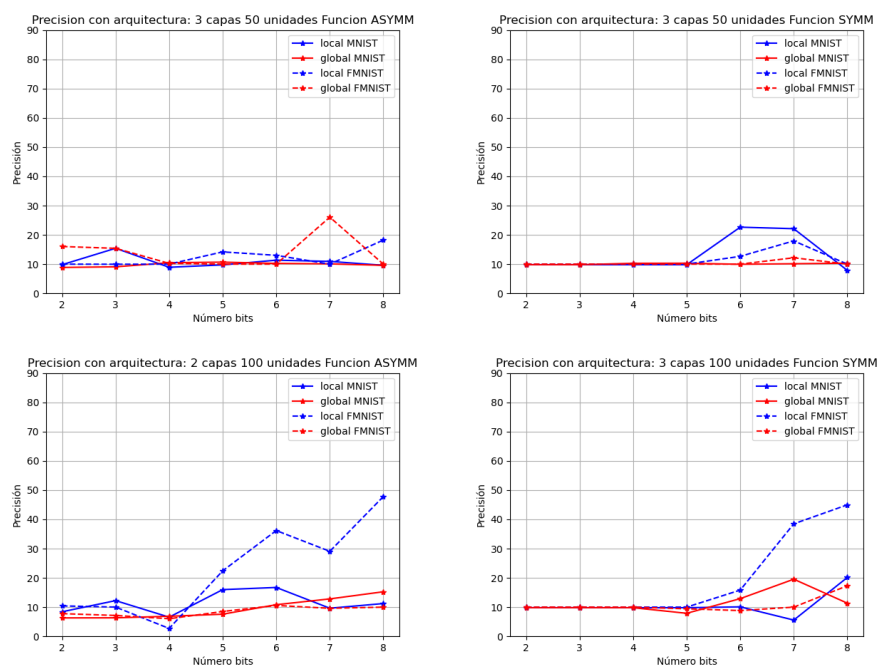 Precision con arquitectura: 3 capas 50 unidades Funcion ASYMM
90
80
70
60
50
40
30
20
10
0
Precisión
local MNIST
global MNIST
local FMNIST
global FMNIST
2 3 4 5 6 7 8
Número bits
Precision con arquitectura: 3 capas 50 unidades Funcion SYMM
90
80
70
60
50
40
30
20
10
0
Precisión
local MNIST
global MNIST
local FMNIST
global FMNIST
2 3 4 5 6 7 8
Número bits
Precision con arquitectura: 2 capas 100 unidades Funcion ASYMM
90
80
70
60
50
40
30
20
10
0
Precisión
local MNIST
global MNIST
local FMNIST
global FMNIST
2 3 4 5 6 7 8
Número bits
Precision con arquitectura: 3 capas 100 unidades Funcion SYMM
90
80
70
60
50
40
30
20
10
0
Precisión
local MNIST
global MNIST
local FMNIST
global FMNIST
2 3 4 5 6 7 8
Número bits